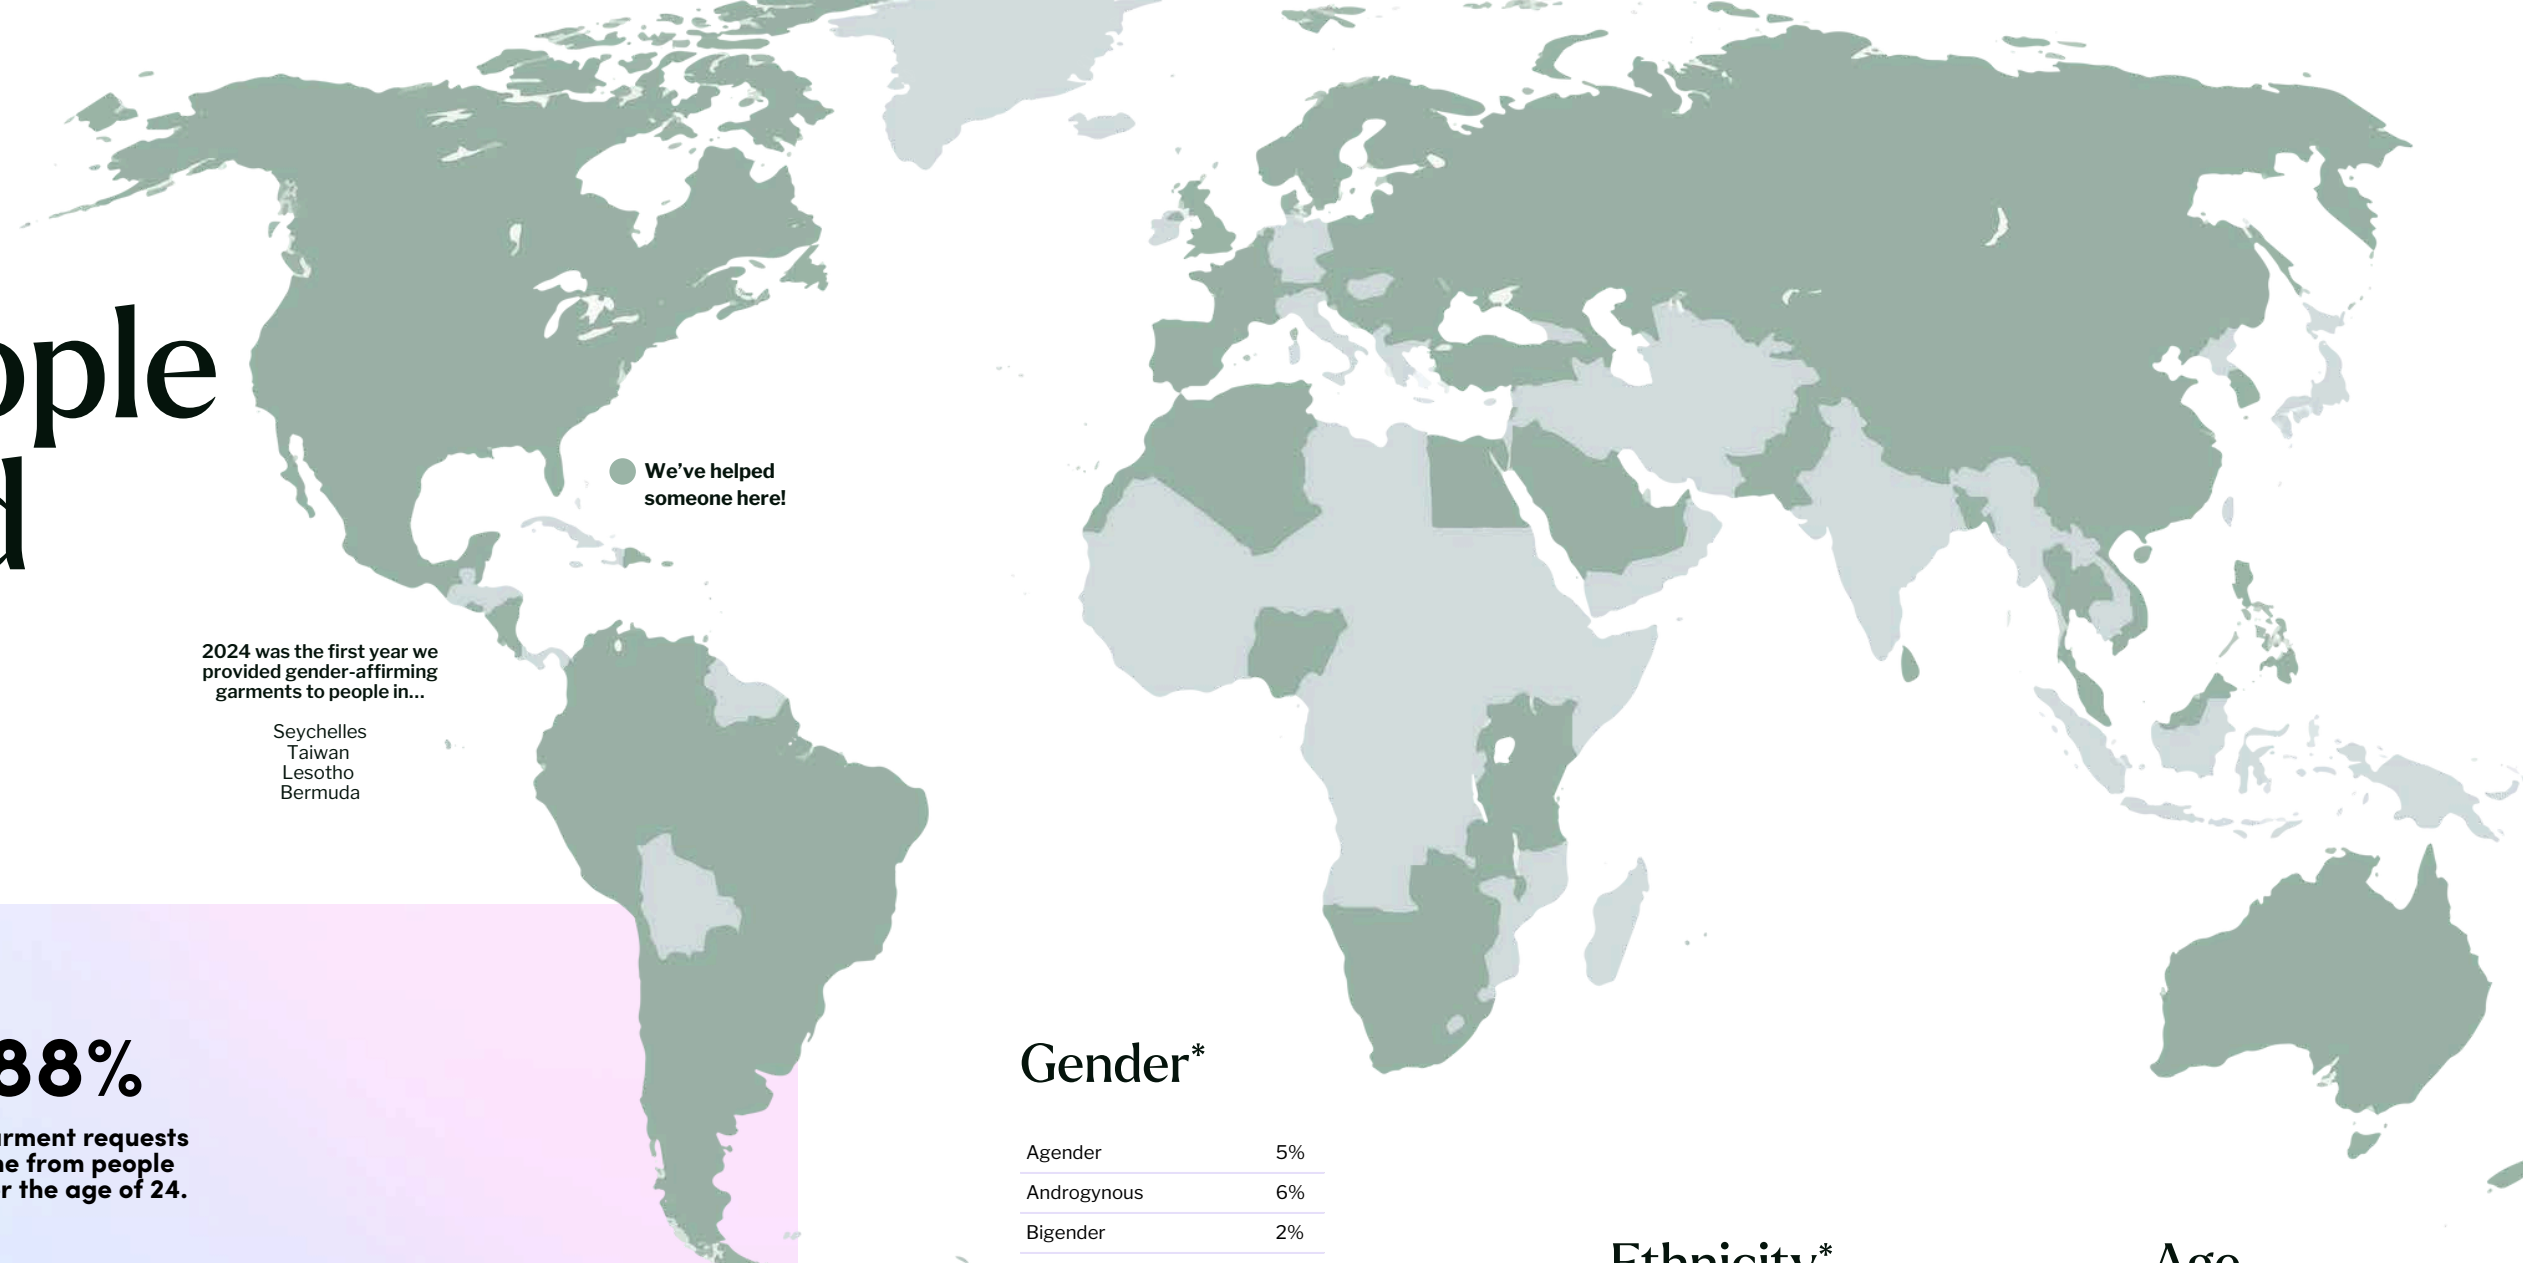 ople
d
We've helped
someone here!
2024 was the first year we
provided gender-affirming
garments to people in...
Seychelles
Taiwan
Lesotho
Bermuda
88%
rment requests
e from people
r the age of 24.
Gender*
Agender 5%
Androgynous 6%
Bigender 2%
Ethnicity*
Age